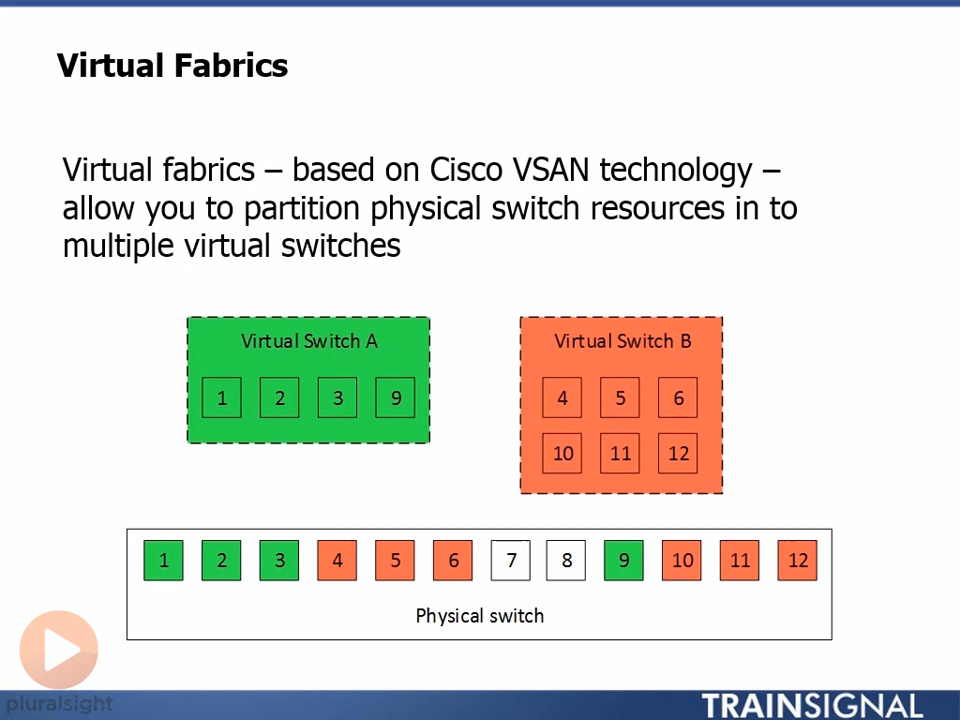 Virtual Fabrics
Virtual fabrics – based on Cisco VSAN technology –
allow you to partition physical switch resources in to
multiple virtual switches
Virtual Switch A
1 2 3 9
Virtual Switch B
4 5 6
10 11 12
1 2 3 4 5 6 7 8 9 10 11 12
Physical switch
pluralsight
TRAINSIGNAL